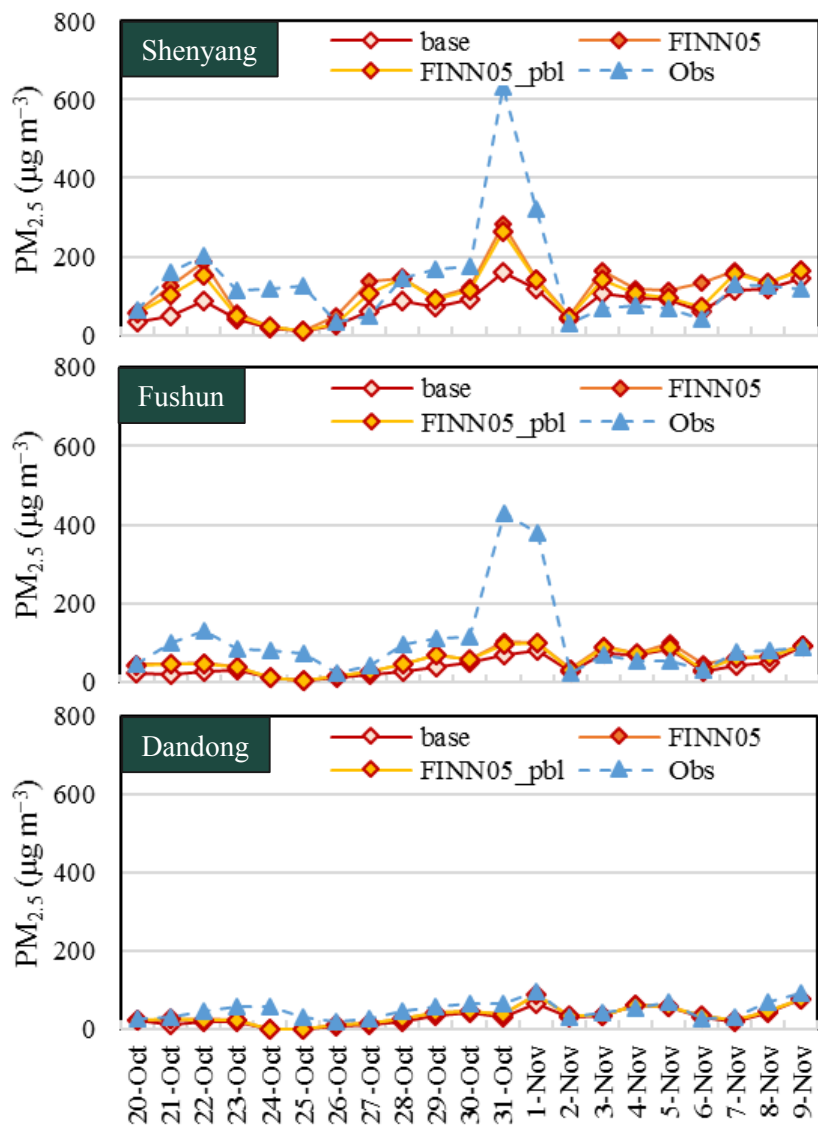 800
Shenyang
base
FINN05
FINN05_pbl
Obs
600
400
200
0
PM2.5 (μg m−3)
800
Fushun
base
FINN05
FINN05_pbl
Obs
600
400
200
0
PM2.5 (μg m−3)
800
Dandong
base
FINN05
FINN05_pbl
Obs
600
400
200
0
PM2.5 (μg m−3)
20-Oct
21-Oct
22-Oct
23-Oct
24-Oct
25-Oct
26-Oct
27-Oct
28-Oct
29-Oct
30-Oct
31-Oct
1-Nov
2-Nov
3-Nov
4-Nov
5-Nov
6-Nov
7-Nov
8-Nov
9-Nov